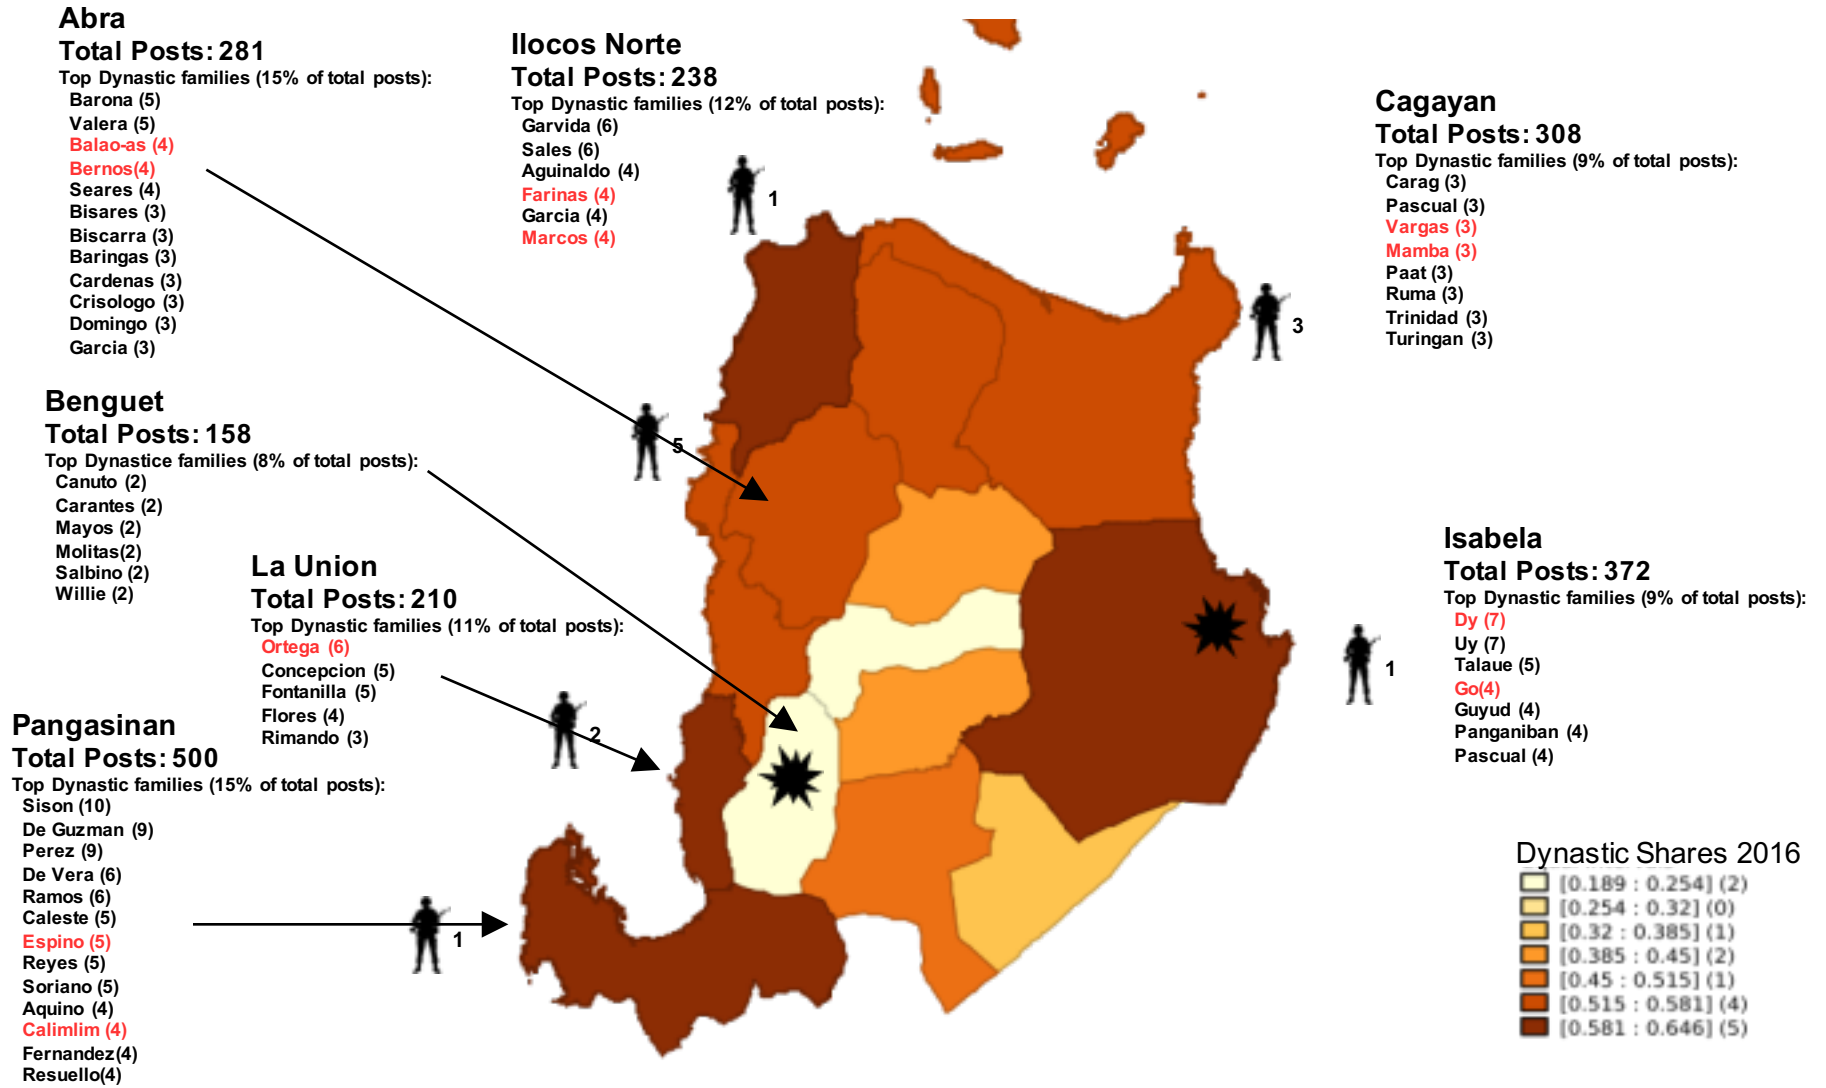 Abra
Total Posts: 281
Top Dynastic families (15% of total posts):
Barona (5)
Valera (5)
Balao-as (4)
Bernos(4)
Seares (4)
Bisares (3)
Biscarra (3)
Baringas (3)
Cardenas (3)
Crisologo (3)
Domingo (3)
Garcia (3)
Ilocos Norte
Total Posts: 238
Top Dynastic families (12% of total posts):
Garvida (6)
Sales (6)
Aguinaldo (4)
Farinas (4)
Garcia (4)
Marcos (4)
1
Cagayan
Total Posts: 308
Top Dynastic families (9% of total posts):
Carag (3)
Pascual (3)
Vargas (3)
Mamba (3)
Paat (3)
Ruma (3)
Trinidad (3)
Turingan (3)
3
5
Benguet
Total Posts: 158
Top Dynastice families (8% of total posts):
Canuto (2)
Carantes (2)
Mayos (2)
Molitas(2)
Salbino (2)
Willie (2)
La Union
Total Posts: 210
Top Dynastic families (11% of total posts):
Ortega (6)
Concepcion (5)
Fontanilla (5)
Flores (4)
Rimando (3)
2
Isabela
Total Posts: 372
Top Dynastic families (9% of total posts):
Dy (7)
Uy (7)
Talaue (5)
Go(4)
Guyud (4)
Panganiban (4)
Pascual (4)
1
Pangasinan
Total Posts: 500
Top Dynastic families (15% of total posts):
Sison (10)
De Guzman (9)
Perez (9)
De Vera (6)
Ramos (6)
Caleste (5)
Espino (5)
Reyes (5)
Soriano (5)
Aquino (4)
Calimlim (4)
Fernandez(4)
Resuello(4)
1
Dynastic Shares 2016
[0.189 : 0.254] (2)
[0.254 : 0.32] (0)
[0.32 : 0.385] (1)
[0.385 : 0.45] (2)
[0.45 : 0.515] (1)
[0.515 : 0.581] (4)
[0.581 : 0.646] (5)